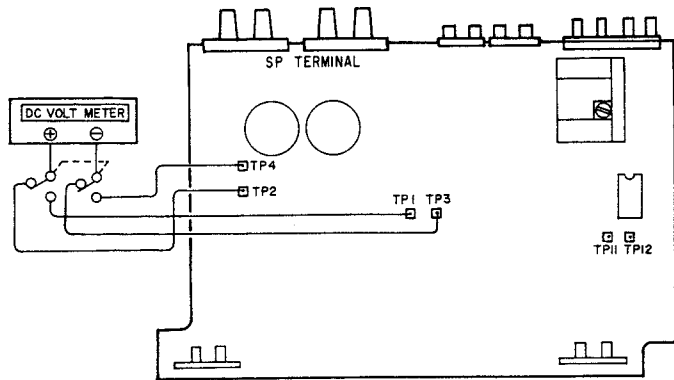 SP TERMINAL
DC VOLT METER
+ −
TP4
TP2
TP1 TP3
TP11 TP12